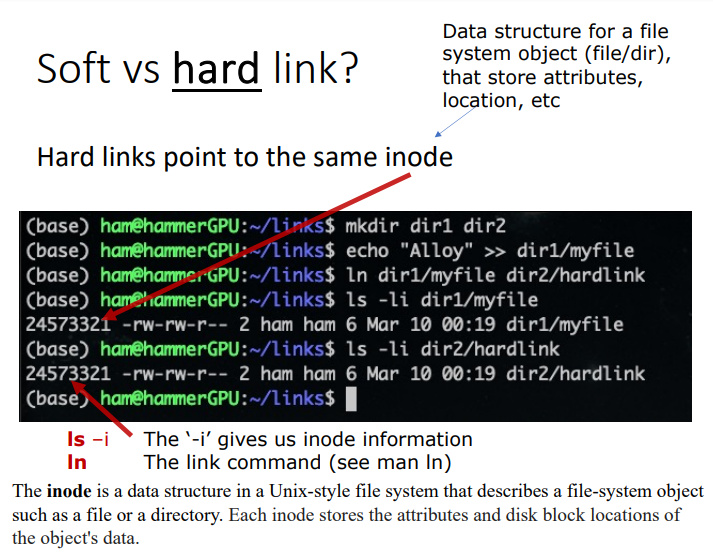 Soft vs hard link?
Data structure for a file
system object (file/dir),
that store attributes,
location, etc
Hard links point to the same inode
(base) ham@hammerGPU:~/links$ mkdir dir1 dir2
(base) ham@hammerGPU:~/links$ echo "Alloy" >> dir1/myfile
(base) ham@hammerGPU:~/links$ ln dir1/myfile dir2/hardlink
(base) ham@hammerGPU:~/links$ ls -li dir1/myfile
24573321 -rw-rw-r-- 2 ham ham 6 Mar 10 00:19 dir1/myfile
(base) ham@hammerGPU:~/links$ ls -li dir2/hardlink
24573321 -rw-rw-r-- 2 ham ham 6 Mar 10 00:19 dir2/hardlink
(base) ham@hammerGPU:~/links$
ls –i The ‘-i’ gives us inode information
ln The link command (see man ln)
The inode is a data structure in a Unix-style file system that describes a file-system object
such as a file or a directory. Each inode stores the attributes and disk block locations of
the object's data.